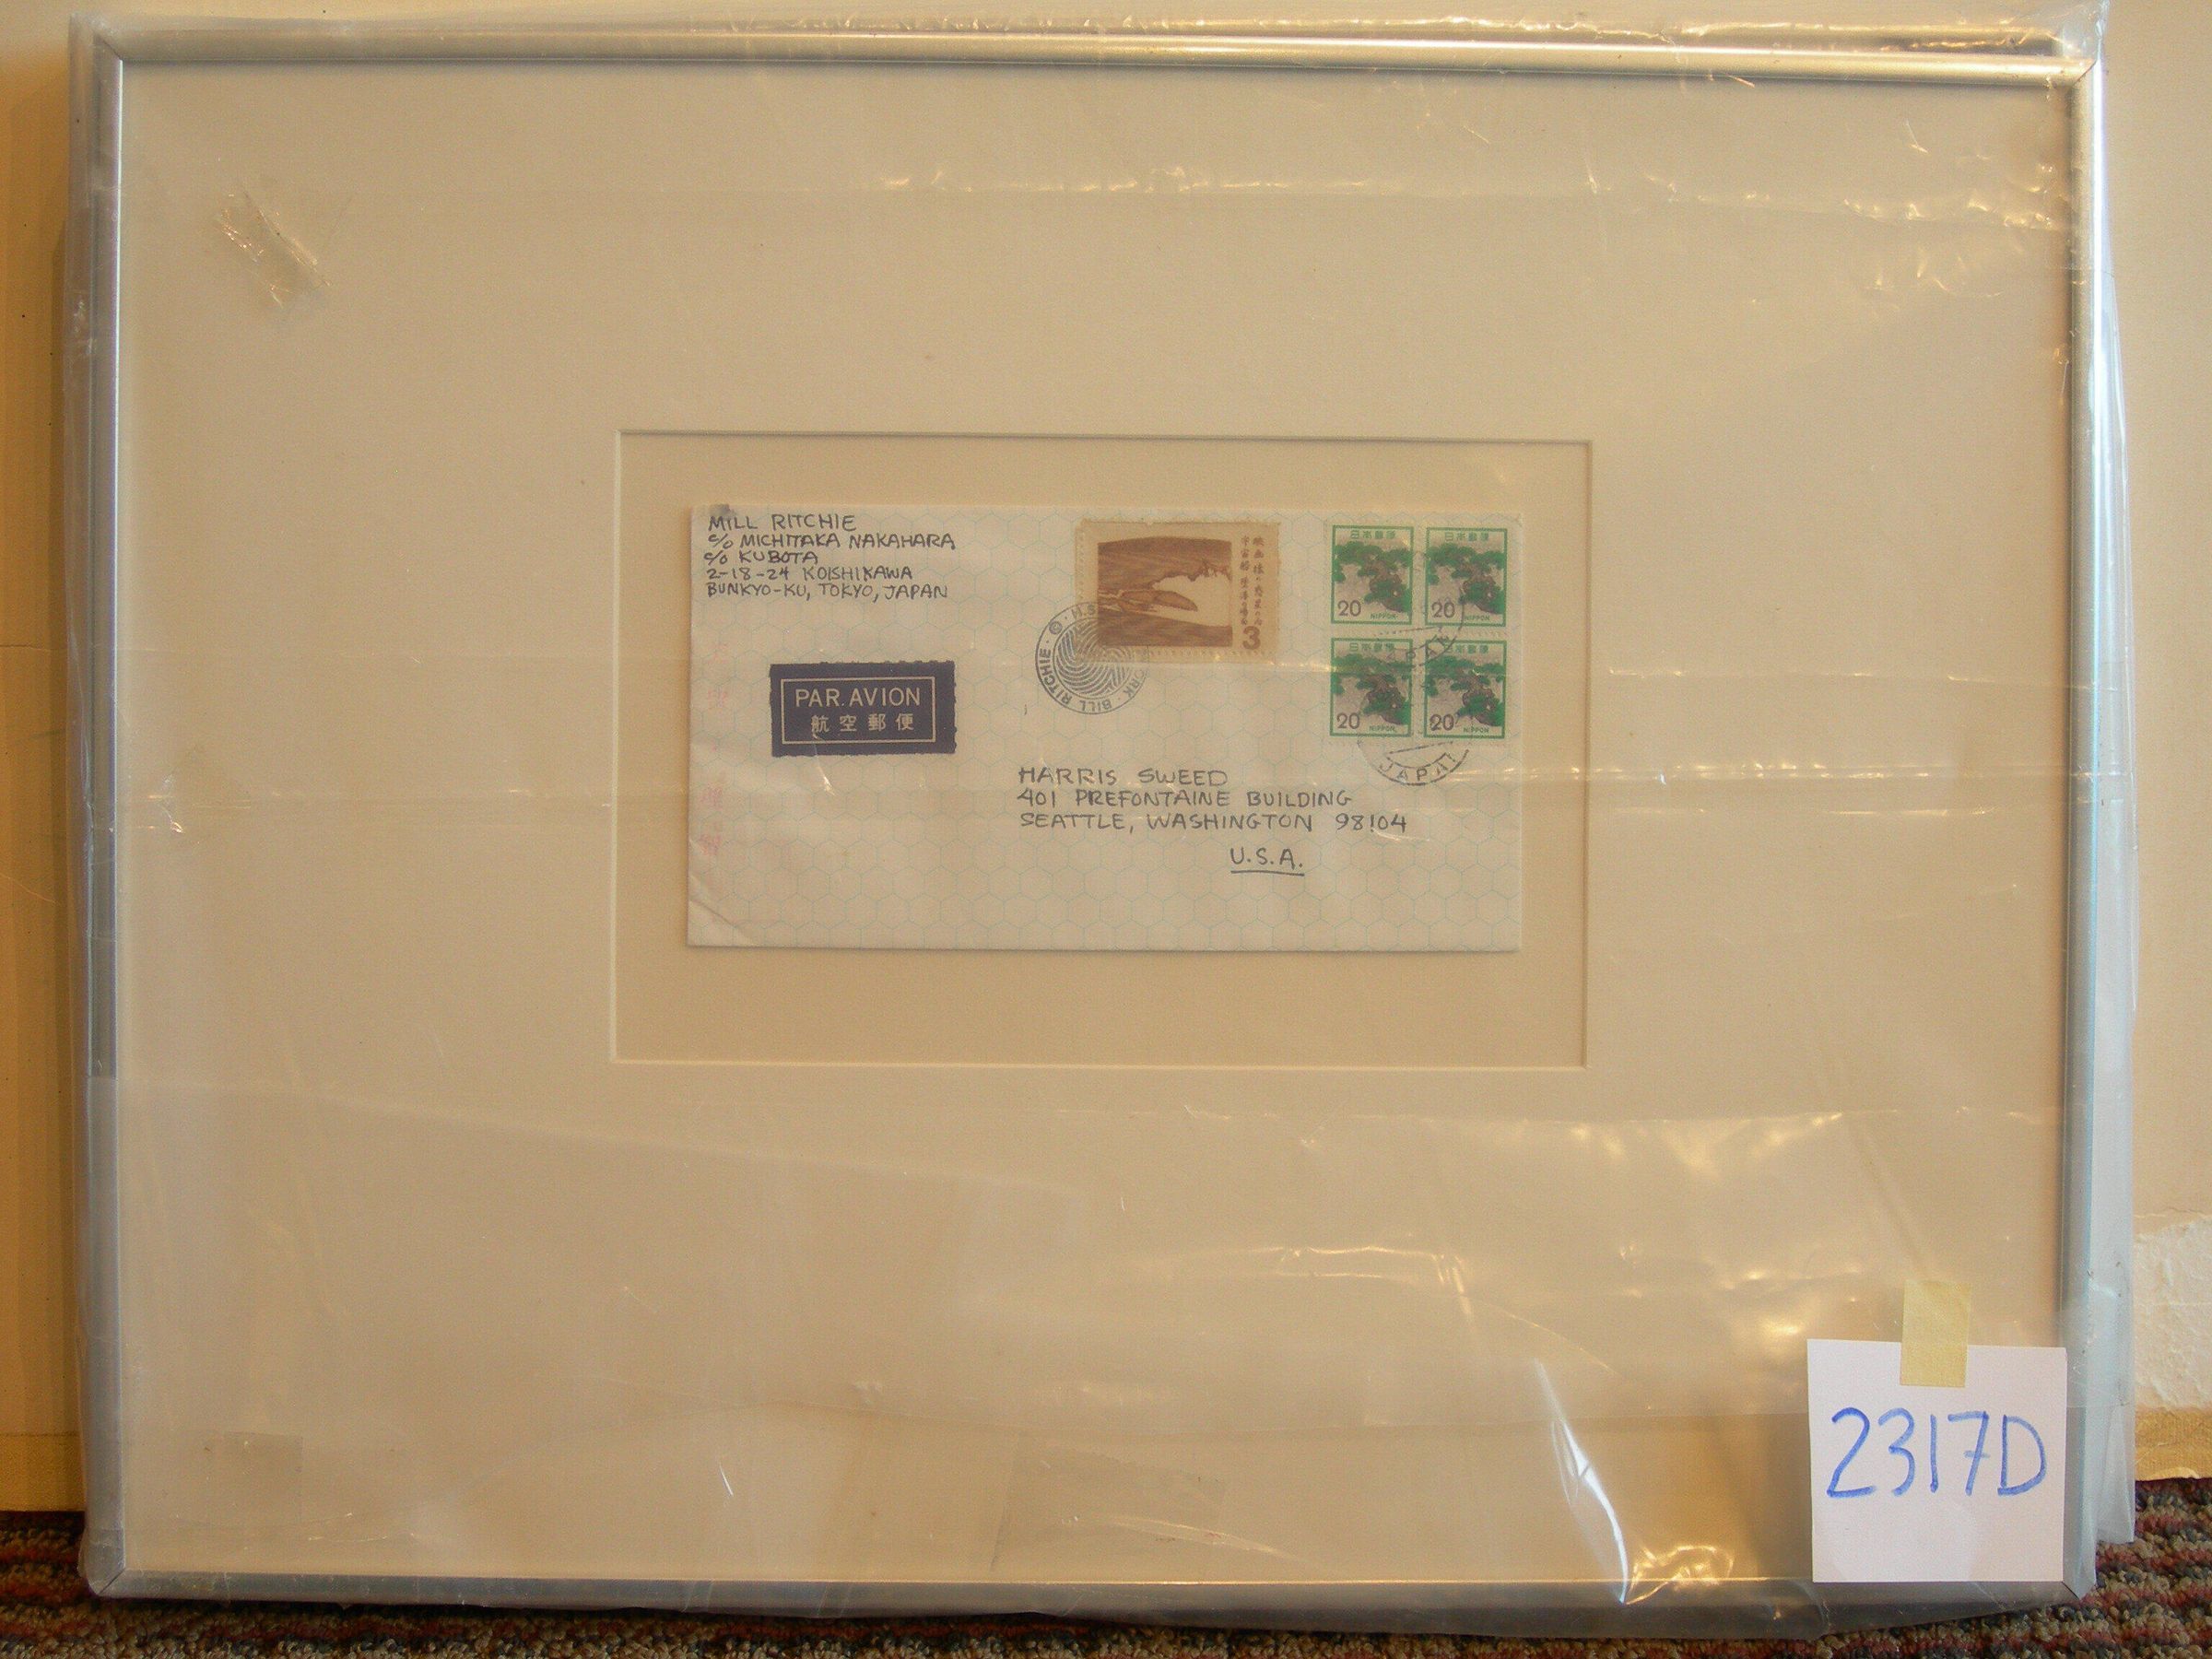 MILL RITCHIE
c/o MICHITAKA NAKAHARA
c/o KUBOTA
2-18-24 KOISHIKAWA
BUNKYO-KU, TOKYO, JAPAN
PAR AVION
航空郵便
3
BILL RITCHIE
日本郵便
20 NIPPON
日本郵便
20 NIPPON
日本郵便
20 NIPPON
日本郵便
20 NIPPON
JAPAN
HARRIS SWEED
401 PREFONTAINE BUILDING
SEATTLE, WASHINGTON 98104
U.S.A.
2317D